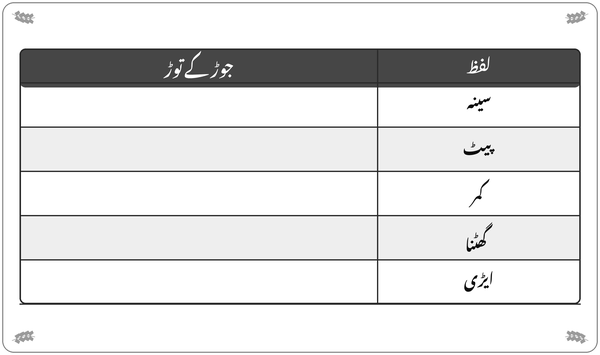 لفظ جوڑ کے توڑ
سینہ
پیٹ
کمر
گھٹنا
ایڑی